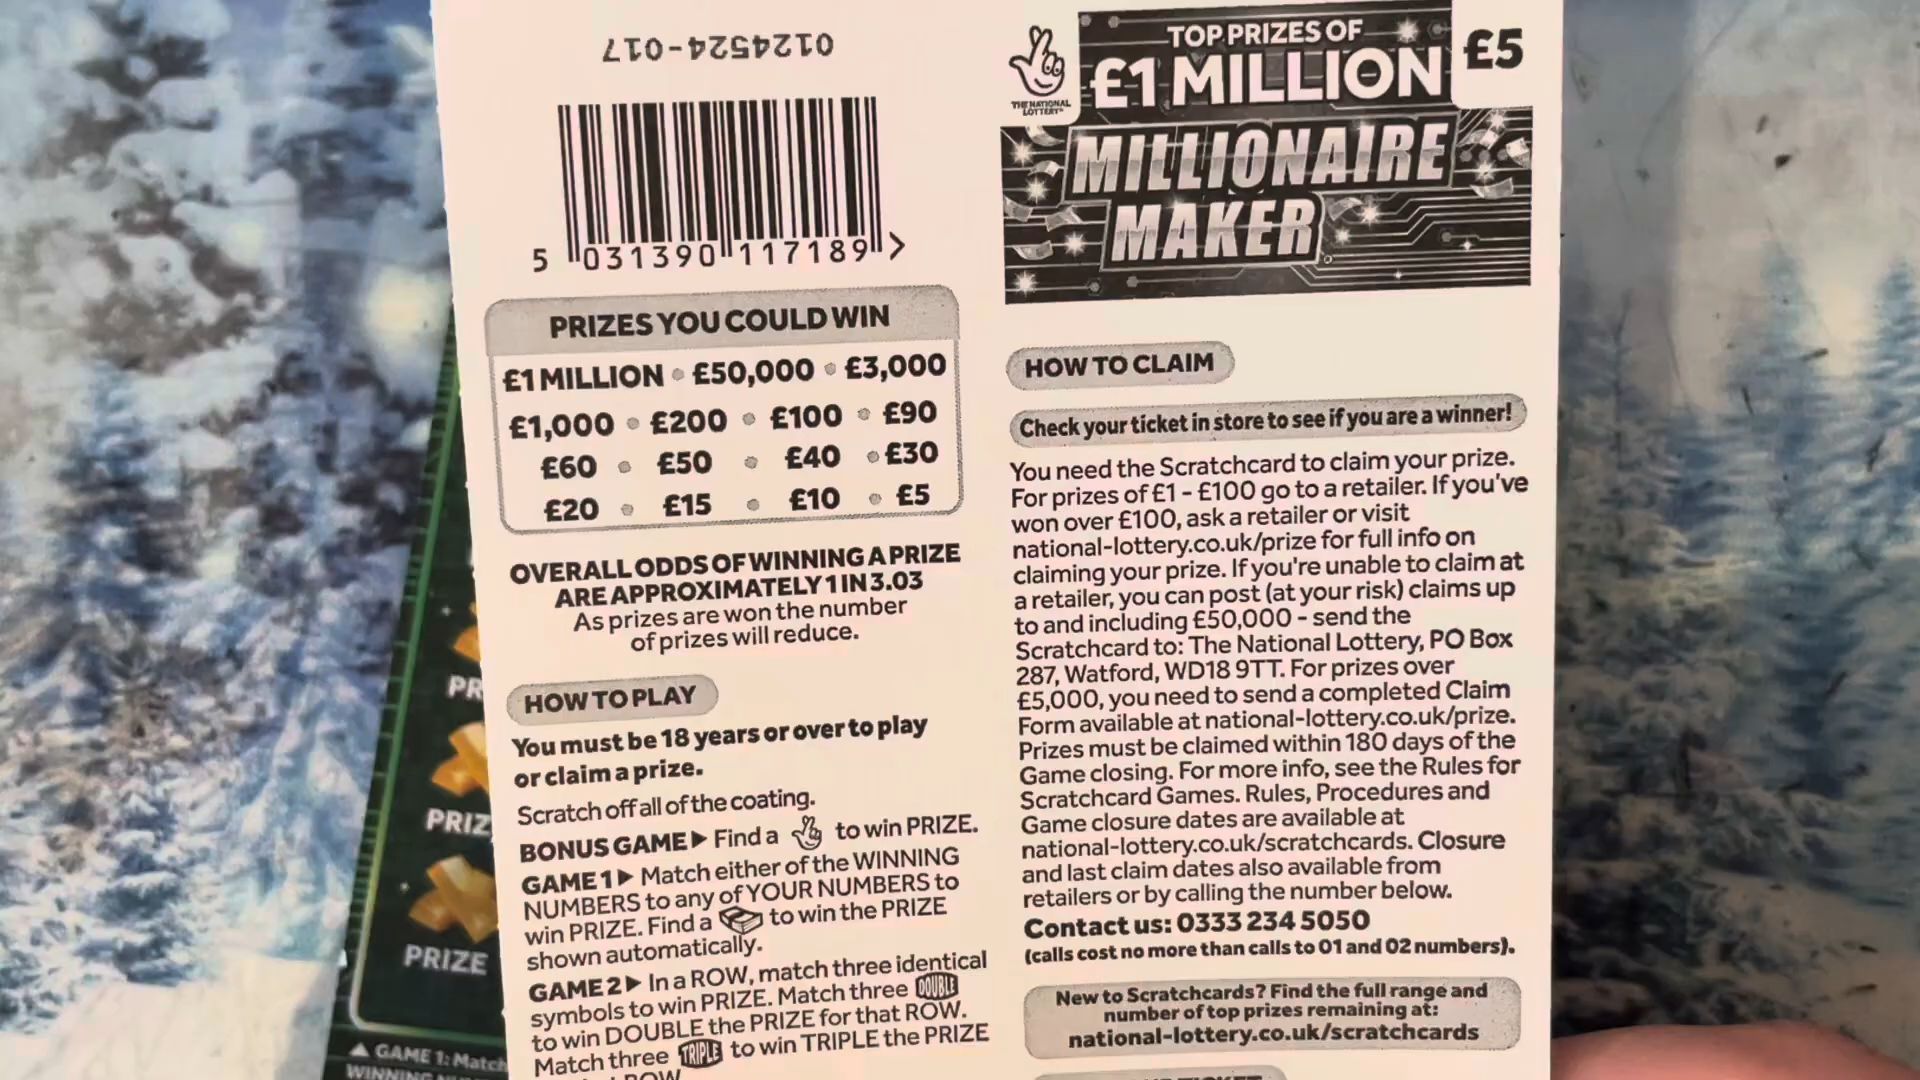 0124524-017
5 031390 117189 >
PRIZES YOU COULD WIN
£1 MILLION • £50,000 • £3,000
£1,000 • £200 • £100 • £90
£60 • £50 • £40 • £30
£20 • £15 • £10 • £5
OVERALL ODDS OF WINNING A PRIZE
ARE APPROXIMATELY 1 IN 3.03
As prizes are won the number
of prizes will reduce.
HOW TO PLAY
You must be 18 years or over to play
or claim a prize.
Scratch off all of the coating.
BONUS GAME ▶ Find a to win PRIZE.
GAME 1 ▶ Match either of the WINNING
NUMBERS to any of YOUR NUMBERS to
win PRIZE. Find a to win the PRIZE
shown automatically.
GAME 2 ▶ In a ROW, match three identical
symbols to win PRIZE. Match three DOUBLE
to win DOUBLE the PRIZE for that ROW.
Match three TRIPLE to win TRIPLE the PRIZE
ROW
THE NATIONAL
LOTTERY
TOP PRIZES OF
£1 MILLION
£5
MILLIONAIRE
MAKER
HOW TO CLAIM
Check your ticket in store to see if you are a winner!
You need the Scratchcard to claim your prize.
For prizes of £1 - £100 go to a retailer. If you've
won over £100, ask a retailer or visit
national-lottery.co.uk/prize for full info on
claiming your prize. If you're unable to claim at
a retailer, you can post (at your risk) claims up
to and including £50,000 - send the
Scratchcard to: The National Lottery, PO Box
287, Watford, WD18 9TT. For prizes over
£5,000, you need to send a completed Claim
Form available at national-lottery.co.uk/prize.
Prizes must be claimed within 180 days of the
Game closing. For more info, see the Rules for
Scratchcard Games. Rules, Procedures and
Game closure dates are available at
national-lottery.co.uk/scratchcards. Closure
and last claim dates also available from
retailers or by calling the number below.
Contact us: 0333 234 5050
(calls cost no more than calls to 01 and 02 numbers).
New to Scratchcards? Find the full range and
number of top prizes remaining at:
national-lottery.co.uk/scratchcards
TICKET
PR
PRIZ
PRIZE
▲ GAME 1: Match
WINNING